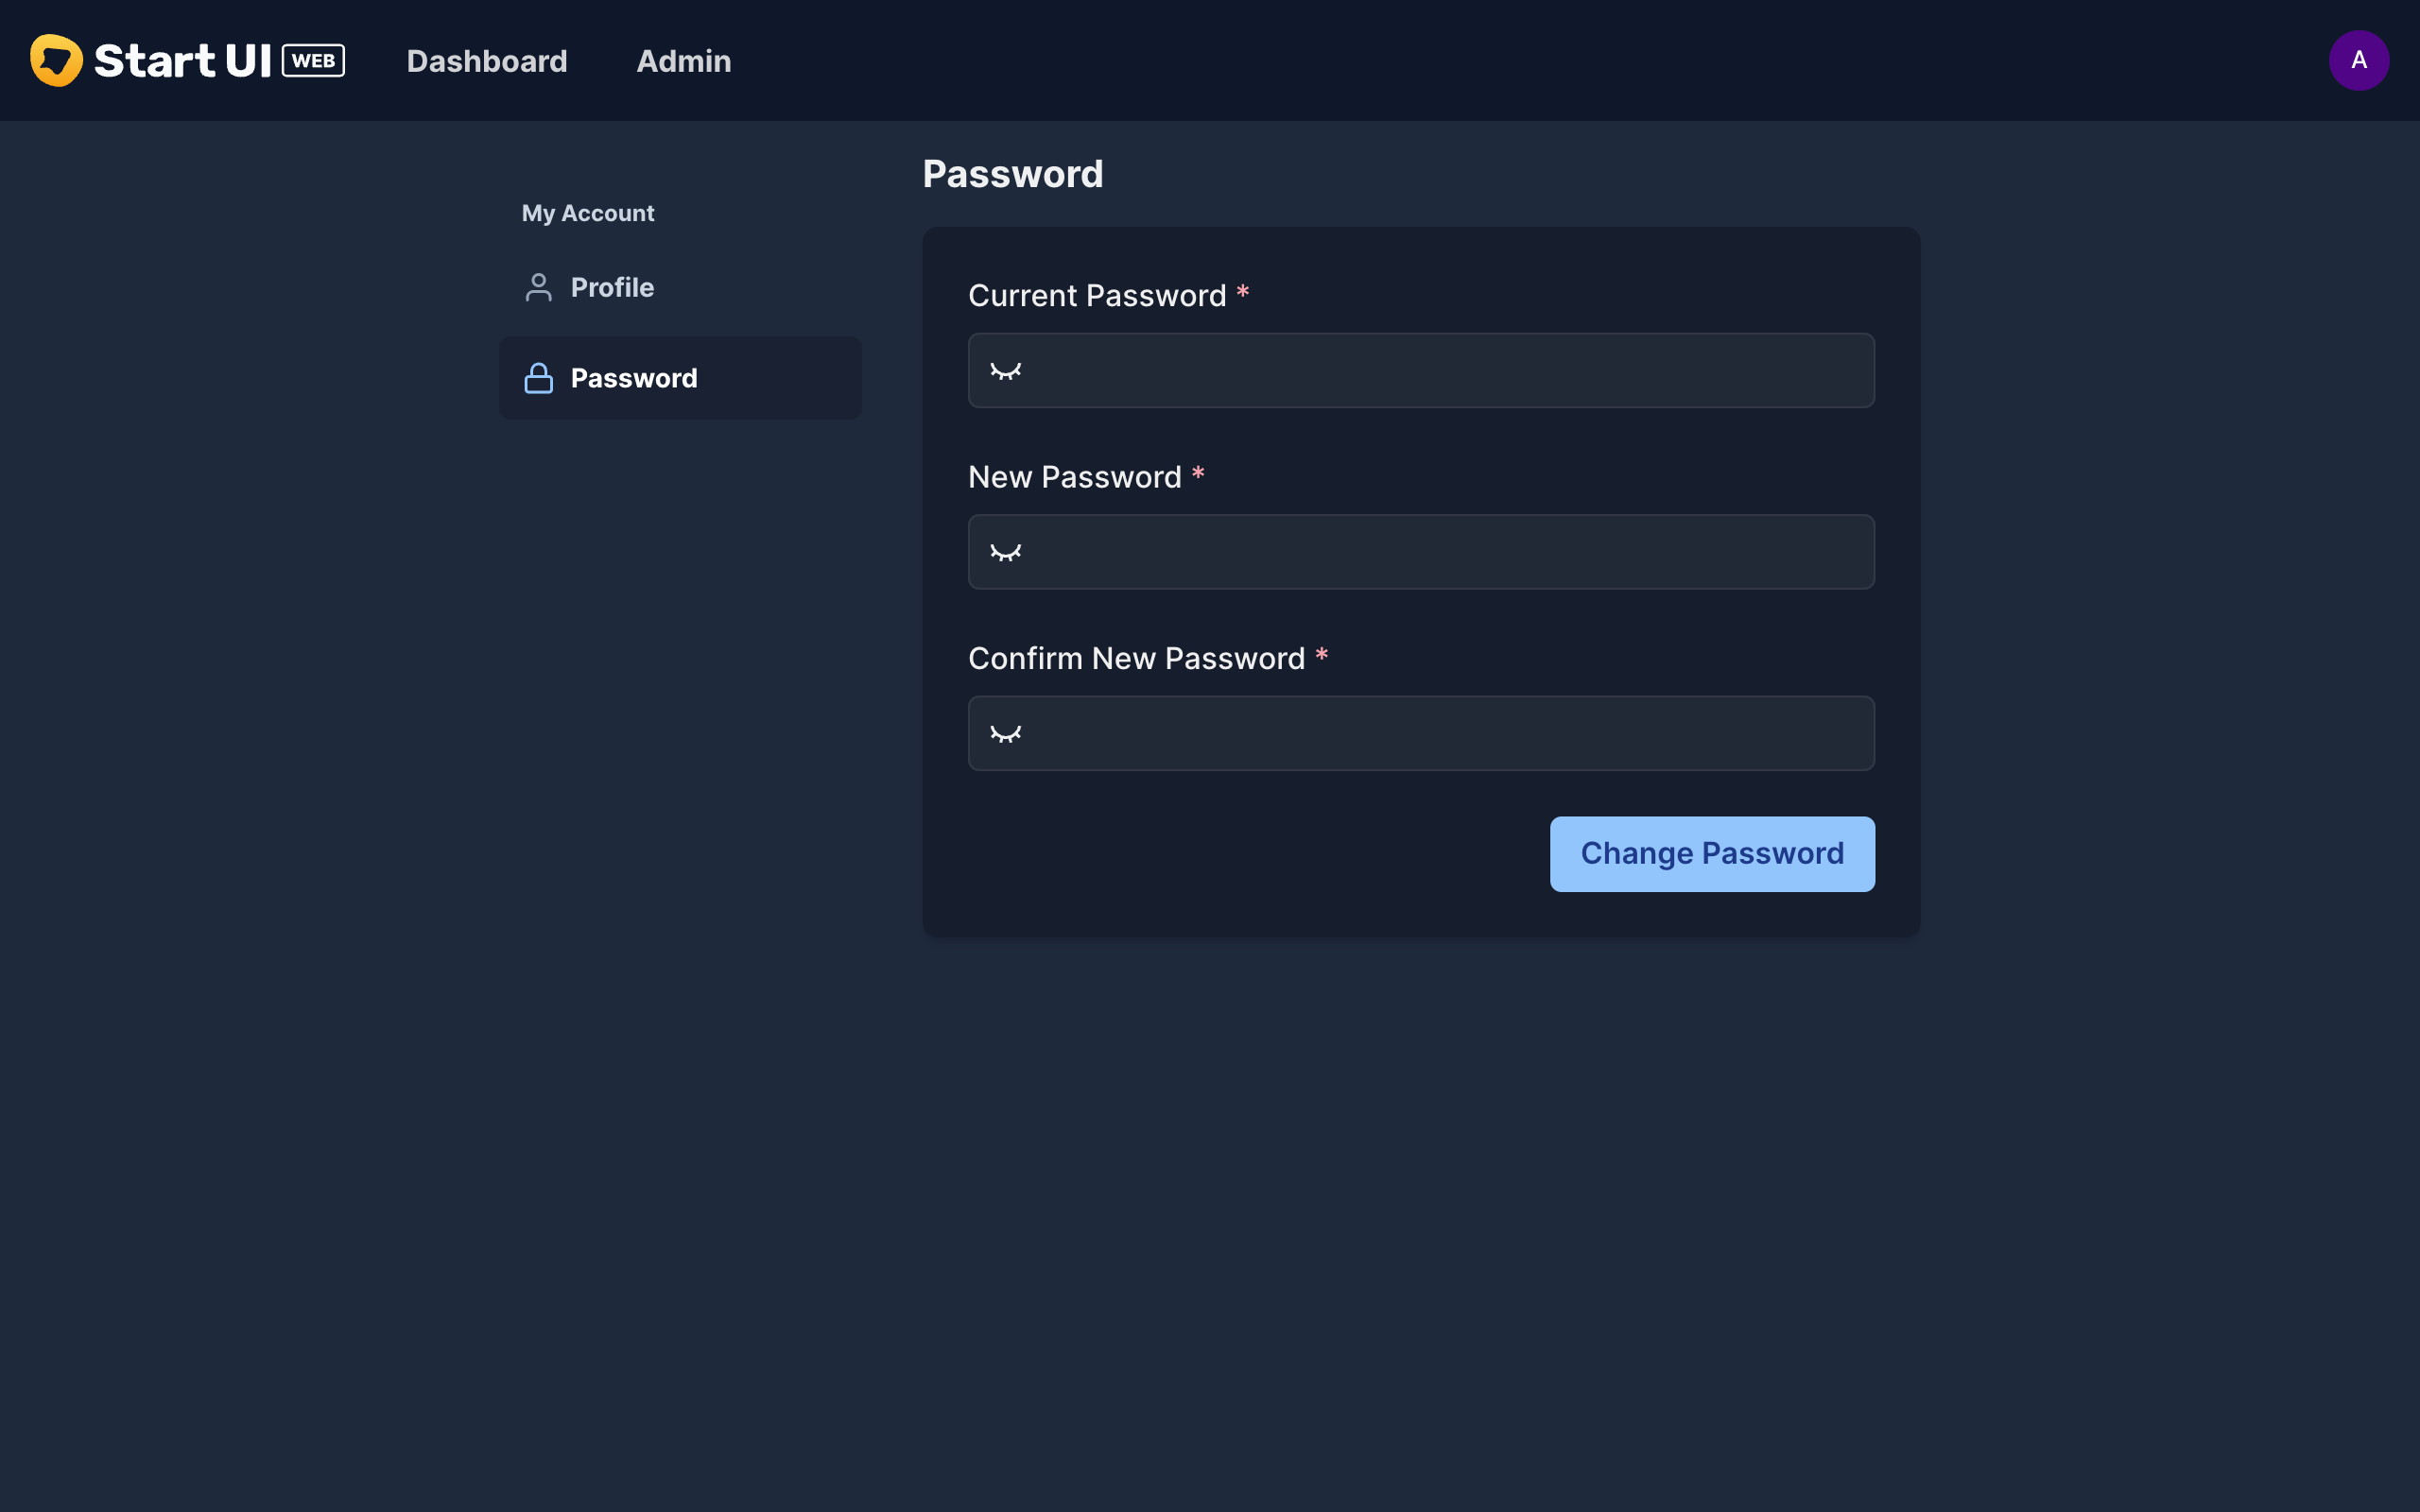 Start UI WEB
Dashboard
Admin
A
My Account
Profile
Password
Password
Current Password *
New Password *
Confirm New Password *
Change Password